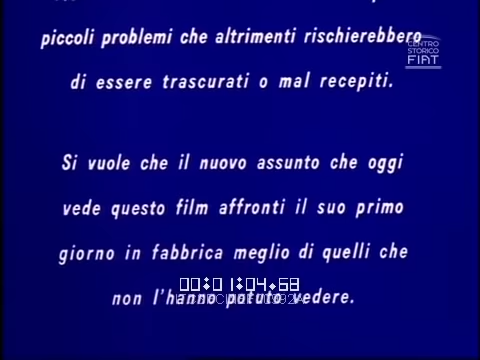 piccoli problemi che altrimenti rischierebbero
CENTRO
STORICO
FIAT
di essere trascurati o mal recepiti.
Si vuole che il nuovo assunto che oggi
vede questo film affronti il suo primo
giorno in fabbrica meglio di quelli che
00:01:04.68
non l'hanno potuto vedere.